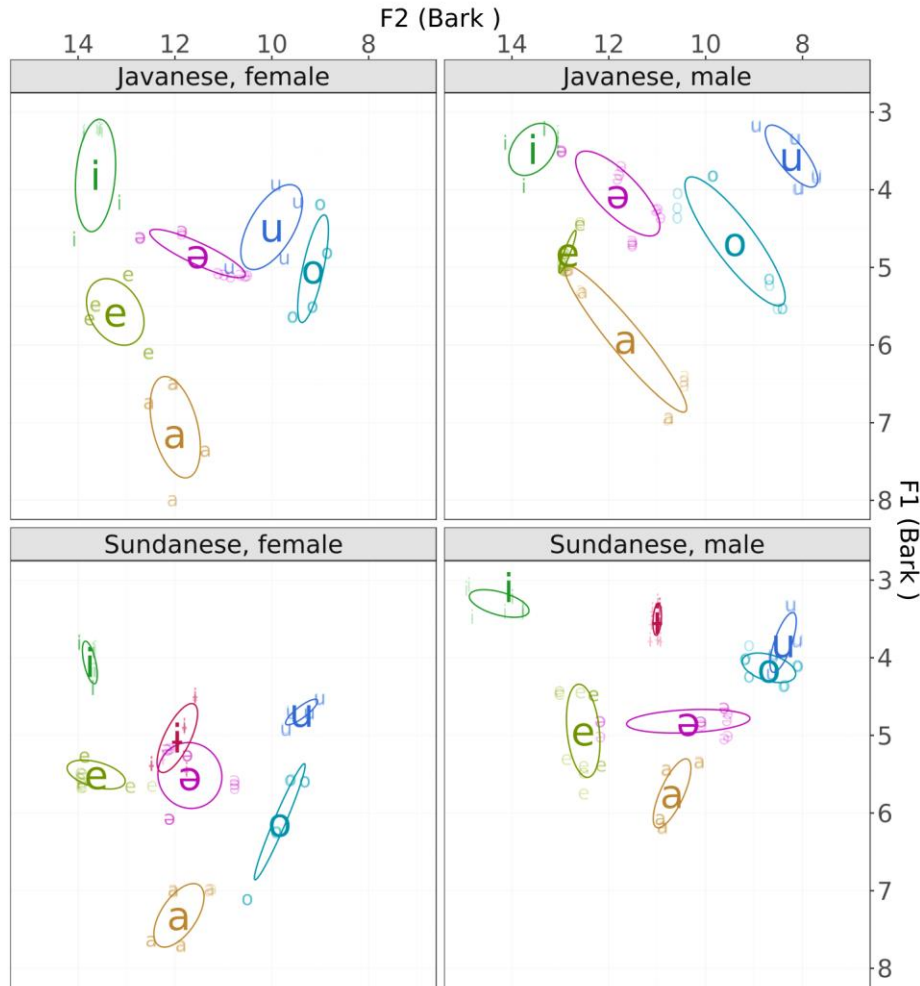 F2 (Bark )
14 12 10 8 14 12 10 8
Javanese, female
Javanese, male
i
e
ə
u
o
a
i
e
ə
u
o
a
3
4
5
6
7
8
F1 (Bark )
Sundanese, female
Sundanese, male
i
e
ɨ
ə
u
o
a
i
e
ɨ
ə
u
o
a
3
4
5
6
7
8